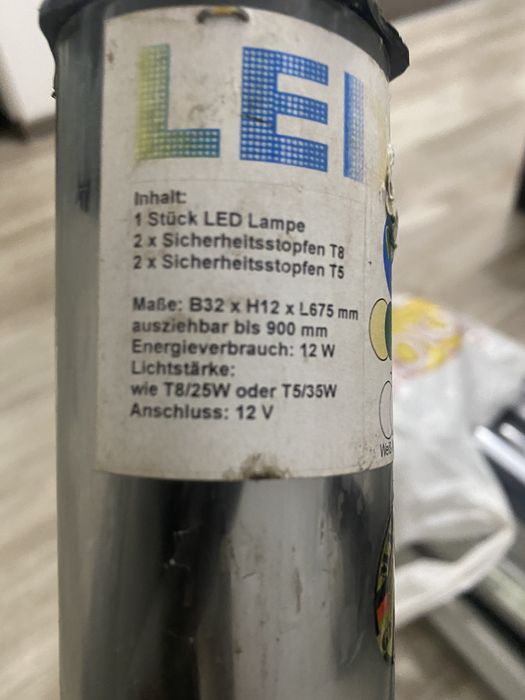 LE
Inhalt:
1 Stück LED Lampe
2 x Sicherheitsstopfen T8
2 x Sicherheitsstopfen T5
Maße: B32 x H12 x L675 mm
ausziehbar bis 900 mm
Energieverbrauch: 12 W
Lichtstärke:
wie T8/25W oder T5/35W
Anschluss: 12 V